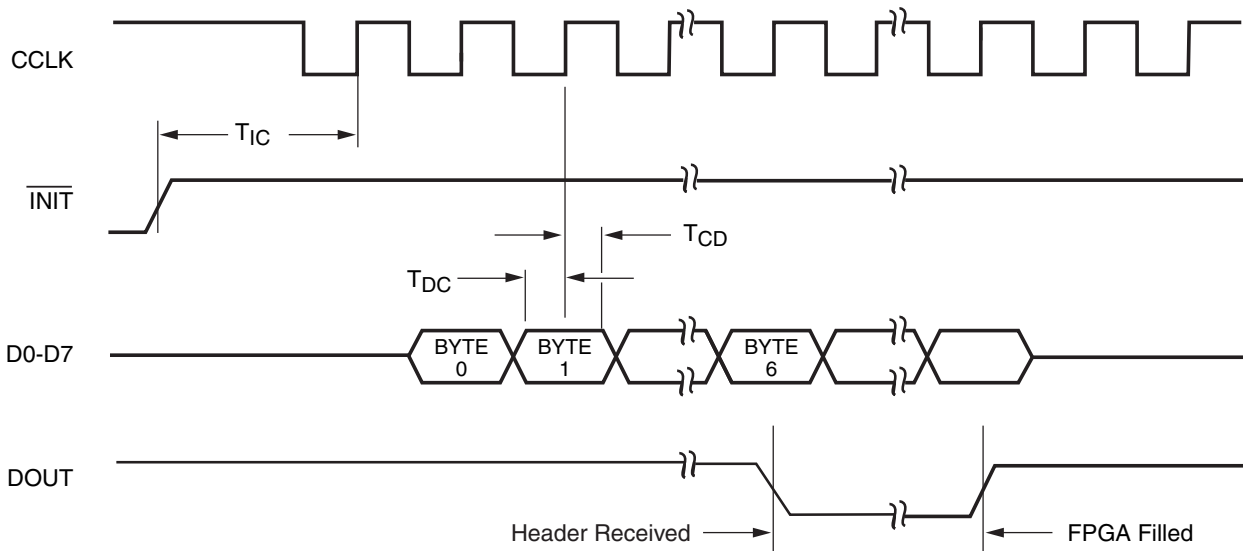 CCLK
TIC
INIT
TCD
TDC
D0-D7
BYTE
0
BYTE
1
BYTE
6
DOUT
Header Received
FPGA Filled